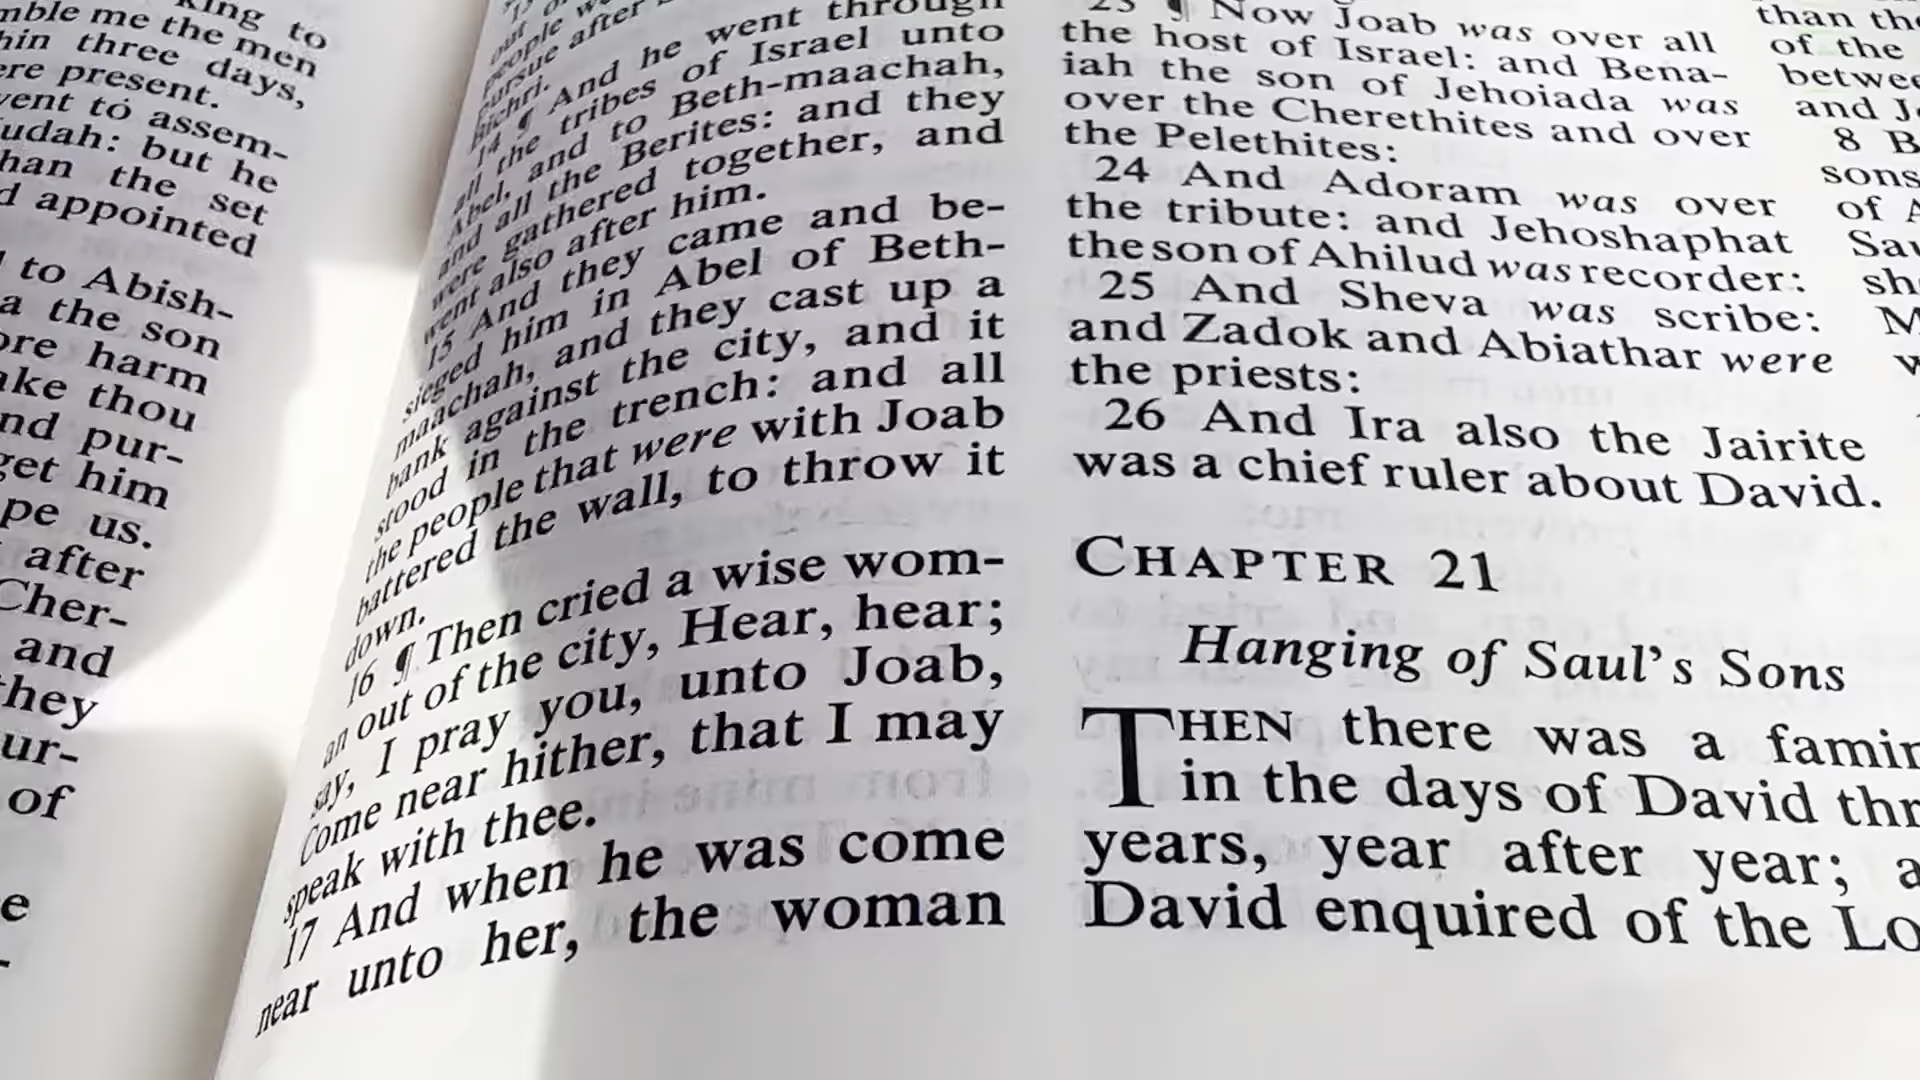 king to
mble me the men
hin three days,
ere present.
vent to assem-
udah: but he
han the set
d appointed
to Abish-
a the son
ore harm
ake thou
nd pur-
get him
pe us.
after
Cher-
and
they
ur-
of
e
-
out
people
pursue after
Bichri.
14 ¶ And he went through
all the tribes of Israel unto
Abel, and to Beth-maachah,
and all the Berites: and they
were gathered together, and
went also after him.
15 And they came and be-
sieged him in Abel of Beth-
maachah, and they cast up a
bank against the city, and it
stood in the trench: and all
the people that were with Joab
battered the wall, to throw it
down.
16 ¶ Then cried a wise wom-
an out of the city, Hear, hear;
say, I pray you, unto Joab,
Come near hither, that I may
speak with thee.
17 And when he was come
near unto her, the woman
23 ¶ Now Joab was over all
the host of Israel: and Bena-
iah the son of Jehoiada was
over the Cherethites and over
the Pelethites:
24 And Adoram was over
the tribute: and Jehoshaphat
the son of Ahilud was recorder:
25 And Sheva was scribe:
and Zadok and Abiathar were
the priests:
26 And Ira also the Jairite
was a chief ruler about David.
CHAPTER 21
Hanging of Saul's Sons
THEN there was a famin
in the days of David thr
years, year after year; a
David enquired of the Lo
than the
of the
betwee
and J
8 B
sons
of A
Sau
she
M
w